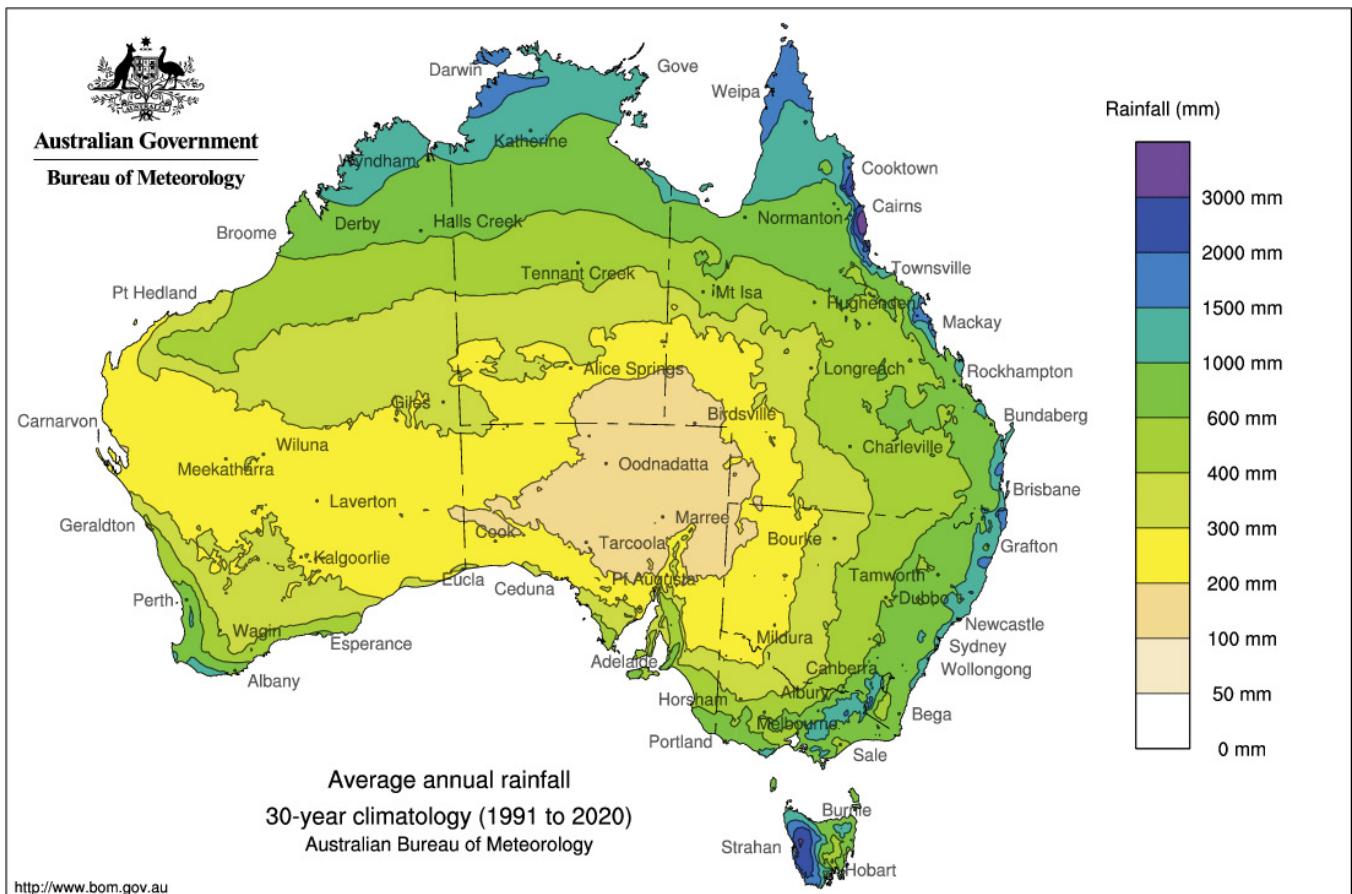 Australian Government
Bureau of Meteorology
Darwin
Gove
Weipa
Katherine
Wyndham
Cooktown
Cairns
Normanton
Derby
Halls Creek
Broome
Townsville
Tennant Creek
Mt Isa
Hughenden
Pt Hedland
Mackay
Alice Springs
Longreach
Rockhampton
Giles
Birdsville
Bundaberg
Carnarvon
Wiluna
Charleville
Meekatharra
Oodnadatta
Brisbane
Laverton
Marree
Geraldton
Cook
Tarcoola
Bourke
Grafton
Kalgoorlie
Eucla
Ceduna
Pt Augusta
Tamworth
Perth
Dubbo
Newcastle
Wagin
Esperance
Mildura
Sydney
Adelaide
Canberra
Wollongong
Albany
Horsham
Albury
Melbourne
Bega
Portland
Sale
Burnie
Strahan
Hobart
Rainfall (mm)
3000 mm
2000 mm
1500 mm
1000 mm
600 mm
400 mm
300 mm
200 mm
100 mm
50 mm
0 mm
Average annual rainfall
30-year climatology (1991 to 2020)
Australian Bureau of Meteorology
http://www.bom.gov.au